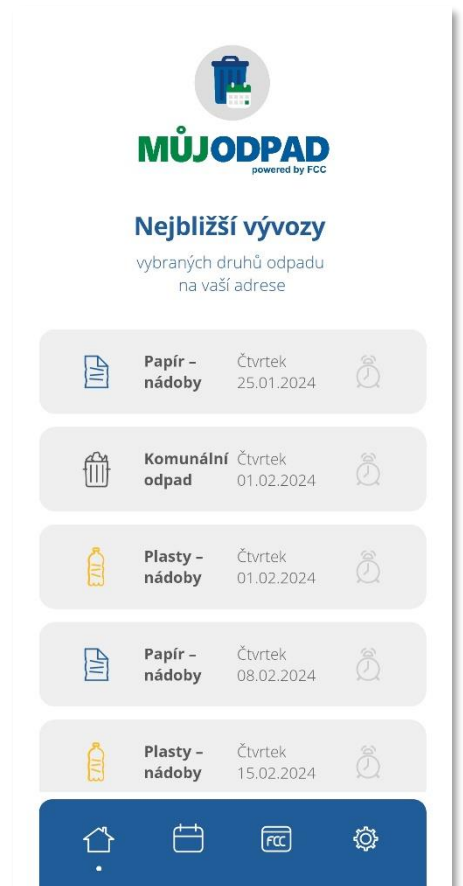 MŮJODPAD
powered by FCC
Nejbližší vývozy
vybraných druhů odpadu
na vaší adrese
Papír – Čtvrtek
nádoby 25.01.2024
Komunální Čtvrtek
odpad 01.02.2024
Plasty – Čtvrtek
nádoby 01.02.2024
Papír – Čtvrtek
nádoby 08.02.2024
Plasty – Čtvrtek
nádoby 15.02.2024
FCC